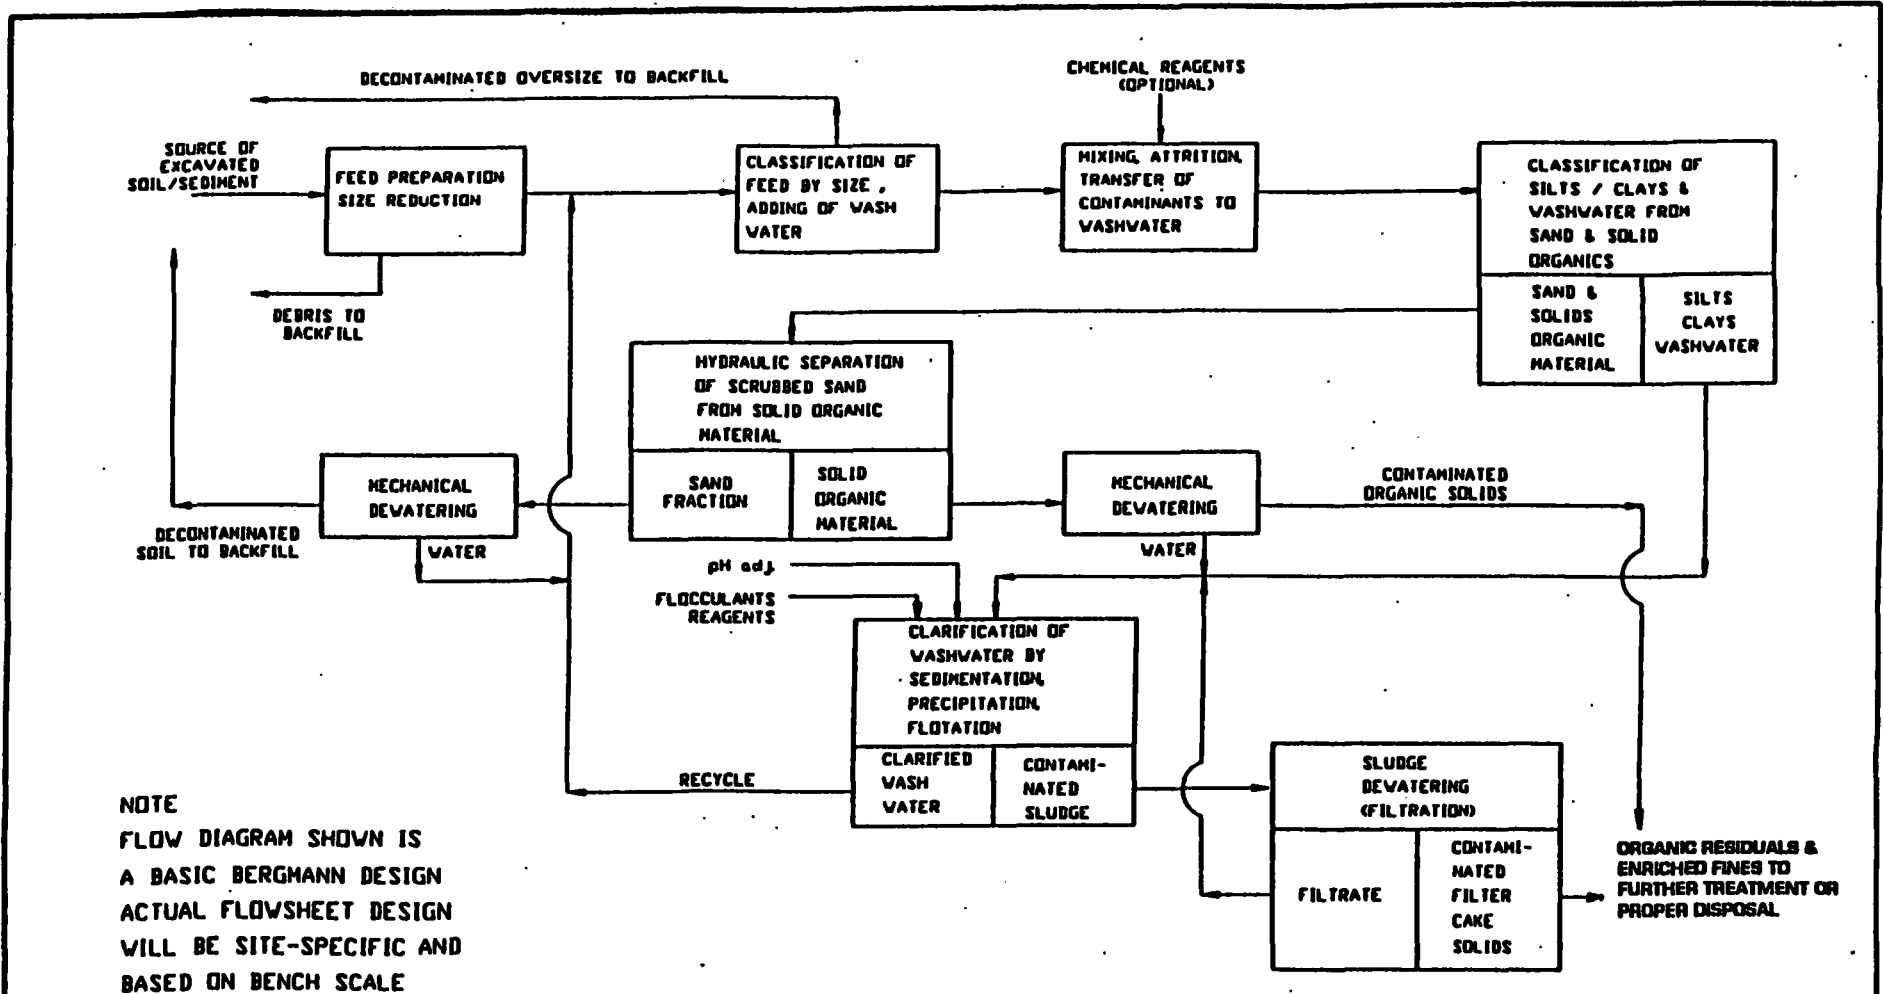 DECONTAMINATED OVERSIZE TO BACKFILL
CHEMICAL REAGENTS
(OPTIONAL)
SOURCE OF
EXCAVATED
SOIL/SEDIMENT
FEED PREPARATION
SIZE REDUCTION
CLASSIFICATION OF
FEED BY SIZE ,
ADDING OF WASH
WATER
MIXING, ATTRITION,
TRANSFER OF
CONTAMINANTS TO
WASHWATER
CLASSIFICATION OF
SILTS / CLAYS &
WASHWATER FROM
SAND & SOLID
ORGANICS
SAND &
SOLIDS
ORGANIC
MATERIAL
SILTS
CLAYS
WASHWATER
DEBRIS TO
BACKFILL
HYDRAULIC SEPARATION
OF SCRUBBED SAND
FROM SOLID ORGANIC
MATERIAL
SAND
FRACTION
SOLID
ORGANIC
MATERIAL
MECHANICAL
DEWATERING
WATER
DECONTAMINATED
SOIL TO BACKFILL
MECHANICAL
DEWATERING
WATER
CONTAMINATED
ORGANIC SOLIDS
pH adj.
FLOCCULANTS
REAGENTS
CLARIFICATION OF
WASHWATER BY
SEDIMENTATION,
PRECIPITATION,
FLOTATION
CLARIFIED
WASH
WATER
CONTAMI-
NATED
SLUDGE
RECYCLE
SLUDGE
DEWATERING
(FILTRATION)
FILTRATE
CONTAMI-
NATED
FILTER
CAKE
SOLIDS
ORGANIC RESIDUALS &
ENRICHED FINES TO
FURTHER TREATMENT OR
PROPER DISPOSAL
NOTE
FLOW DIAGRAM SHOWN IS
A BASIC BERGMANN DESIGN
ACTUAL FLOWSHEET DESIGN
WILL BE SITE-SPECIFIC AND
BASED ON BENCH SCALE